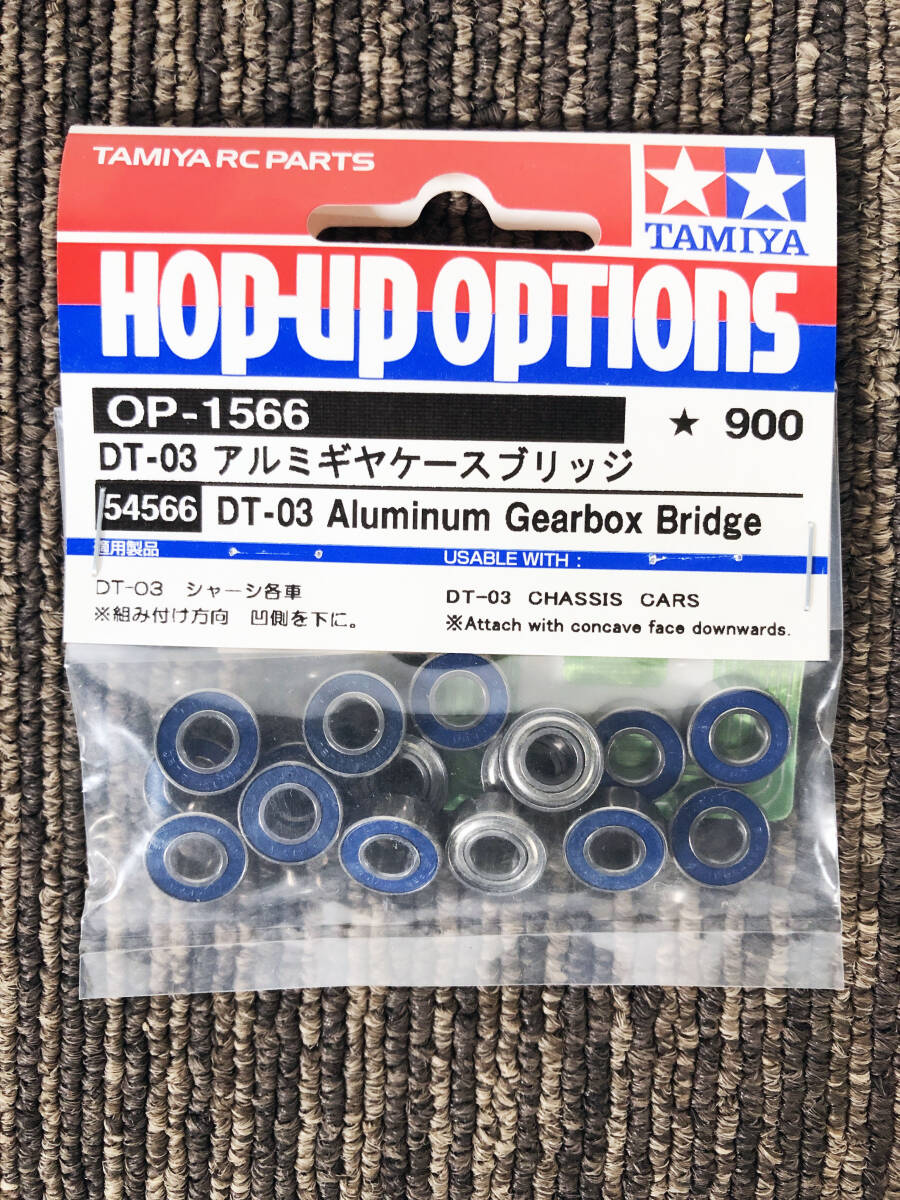 TAMIYA RC PARTS
TAMIYA
HOP-UP OPTIONS
OP-1566
★ 900
DT-03 アルミギヤケースブリッジ
54566 DT-03 Aluminum Gearbox Bridge
適用製品
USABLE WITH :
DT-03 シャーシ各車
※組み付け方向 凹側を下に。
DT-03 CHASSIS CARS
※Attach with concave face downwards.